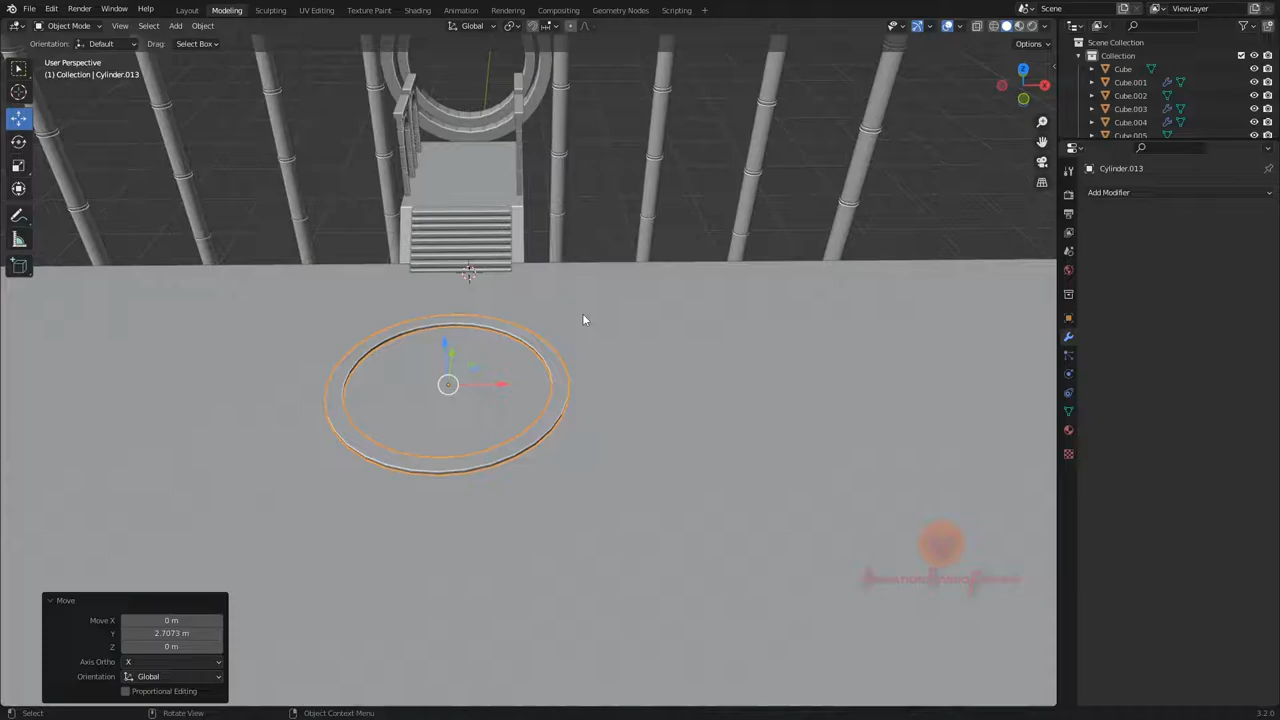 File Edit Render Window Help Layout Modeling Sculpting UV Editing Texture Paint Shading Animation Rendering Compositing Geometry Nodes Scripting + Scene ViewLayer
Object Mode View Select Add Object Global
Orientation: Default Drag: Select Box Options
User Perspective
(1) Collection | Cylinder.013
Z
X
Scene Collection
Collection
Cube
Cube.001
Cube.002
Cube.003
Cube.004
Cube.005
Cylinder.013
Add Modifier
Move
Move X 0 m
Y 2.7073 m
Z 0 m
Axis Ortho X
Orientation Global
Proportional Editing
Select Rotate View Object Context Menu 3.2.0